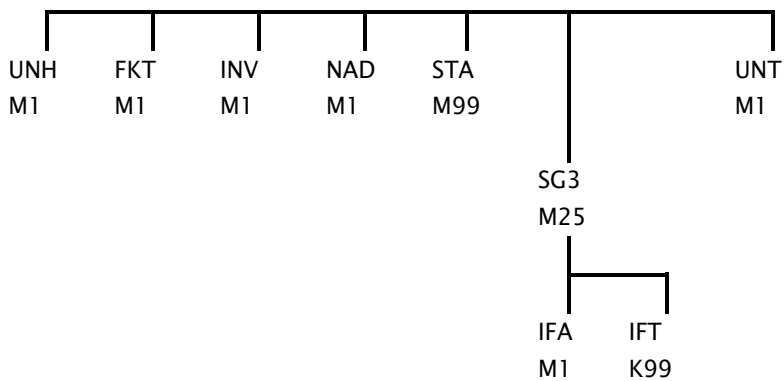 UNH FKT INV NAD STA UNT
M1 M1 M1 M1 M99 M1
SG3
M25
IFA IFT
M1 K99